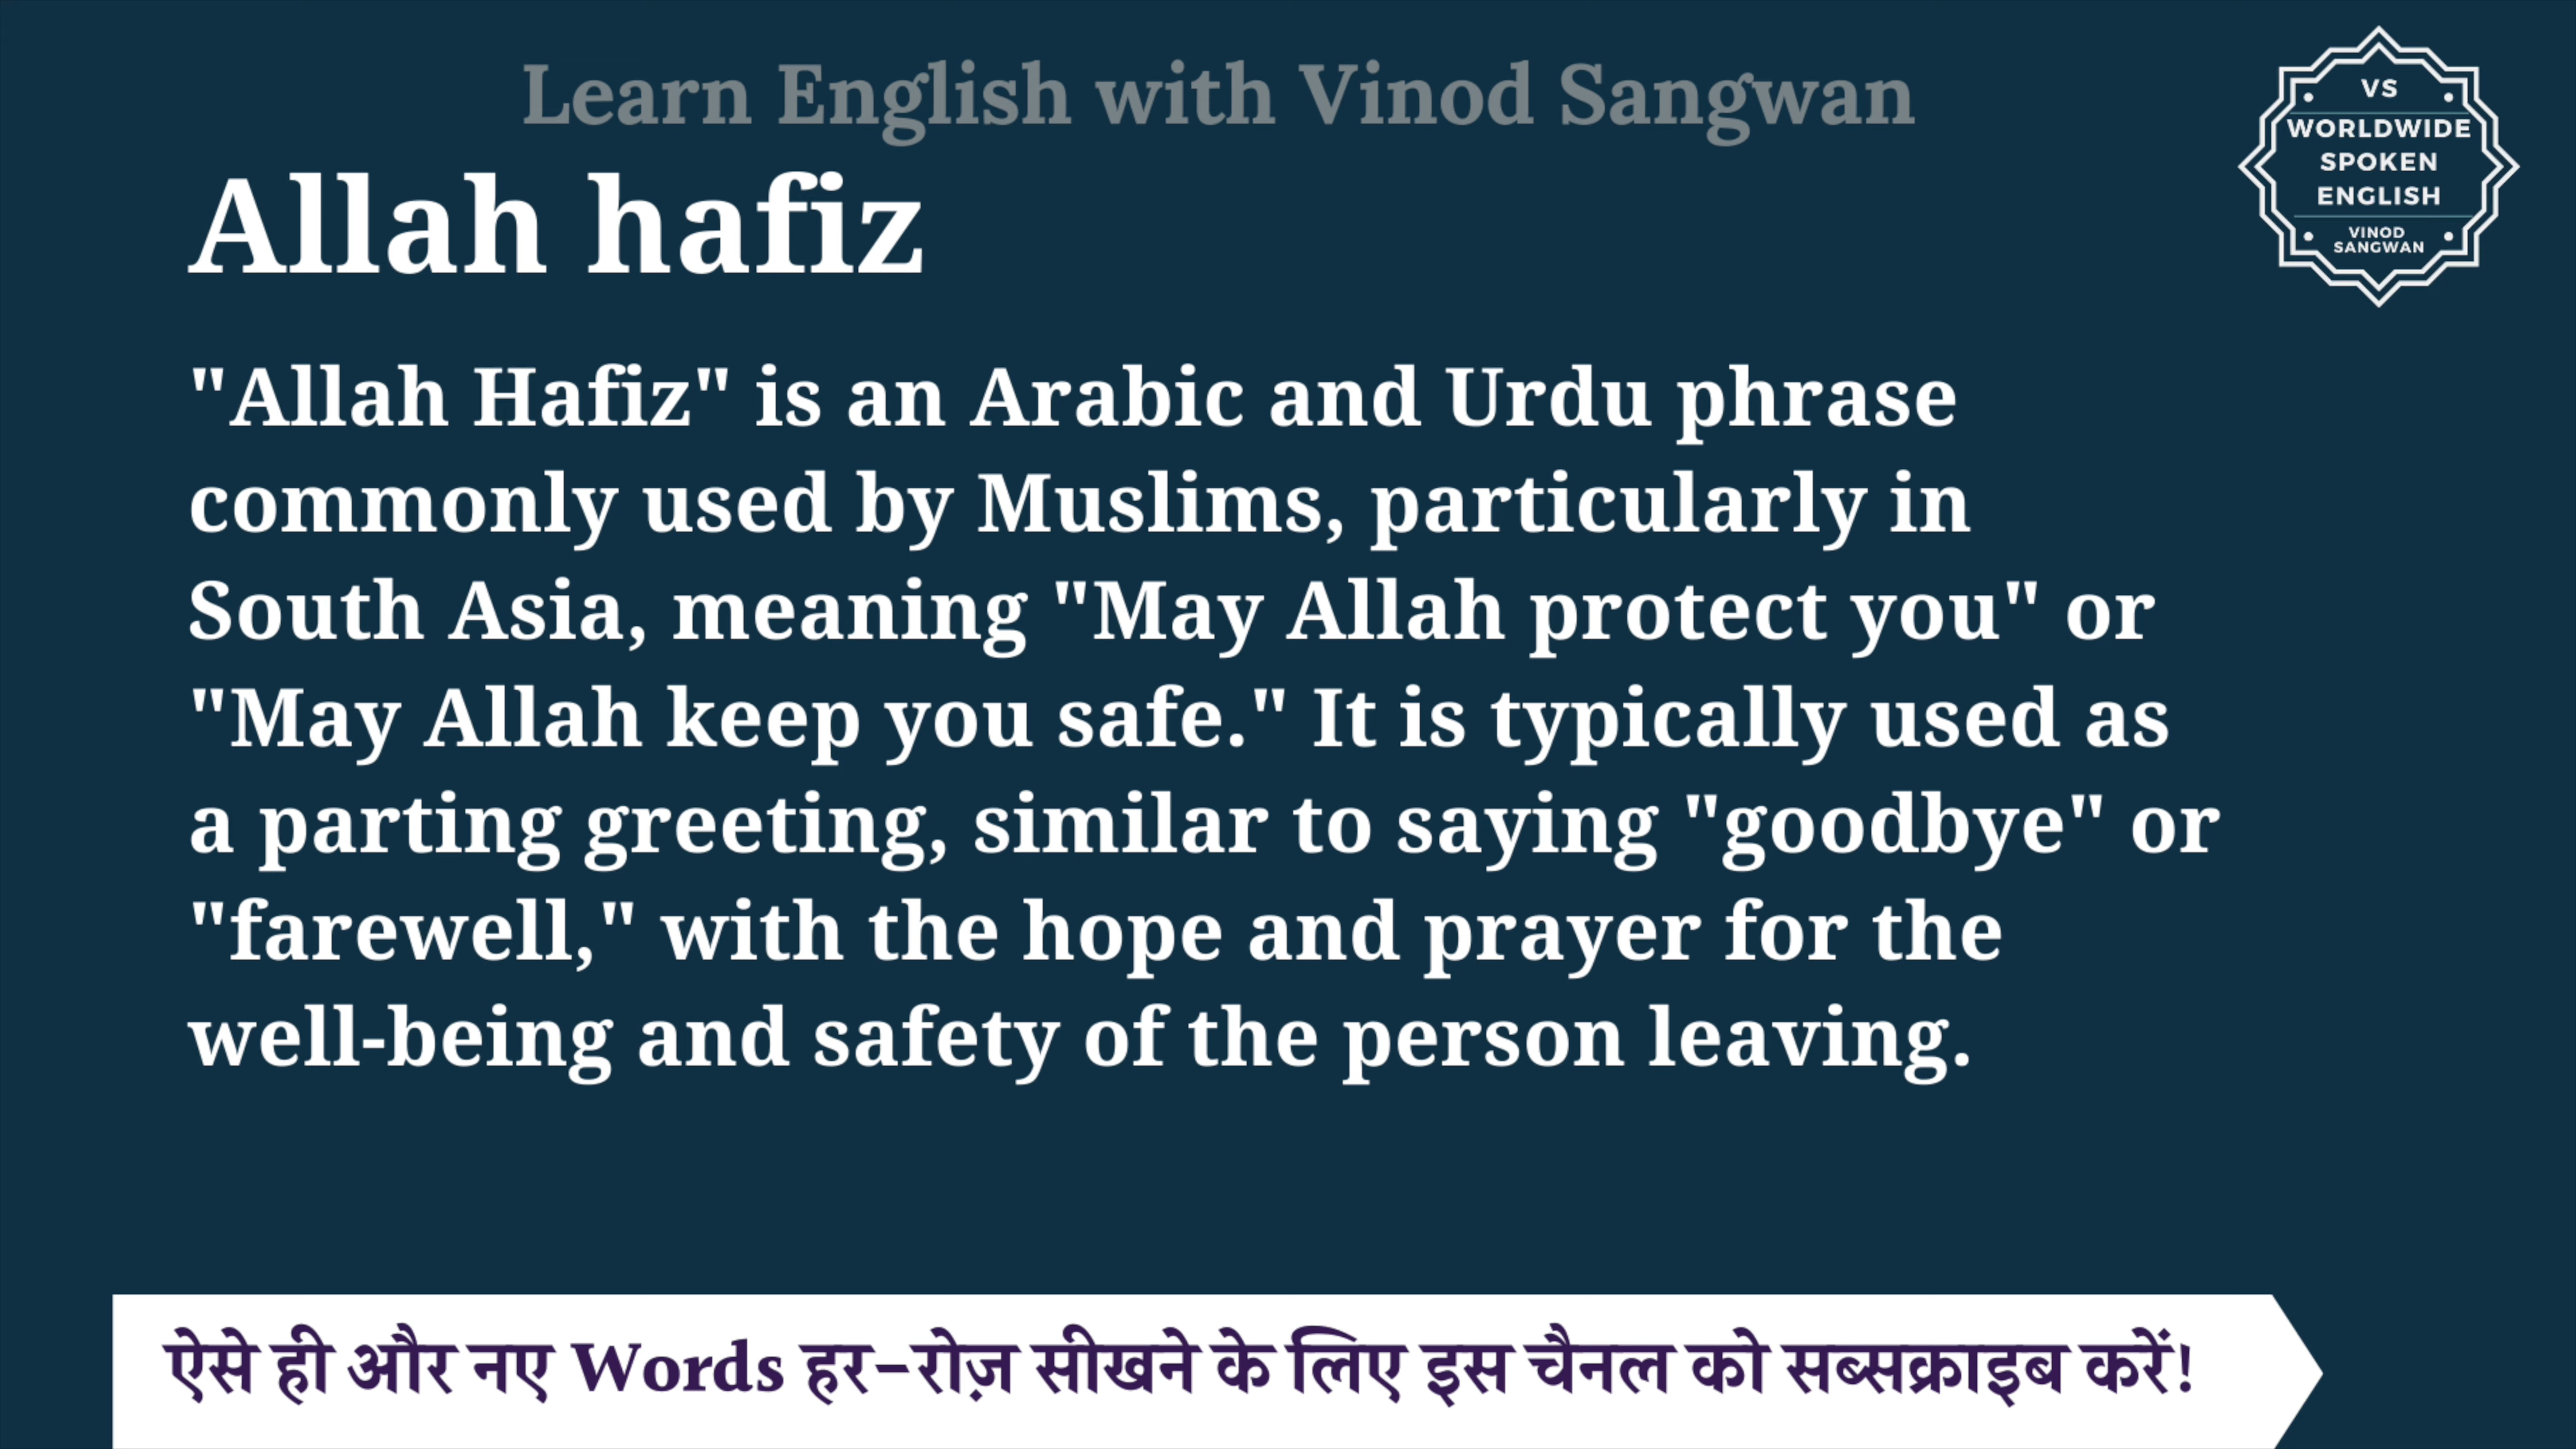 Learn English with Vinod Sangwan
VS
WORLDWIDE
SPOKEN
ENGLISH
VINOD
SANGWAN
Allah hafiz
"Allah Hafiz" is an Arabic and Urdu phrase
commonly used by Muslims, particularly in
South Asia, meaning "May Allah protect you" or
"May Allah keep you safe." It is typically used as
a parting greeting, similar to saying "goodbye" or
"farewell," with the hope and prayer for the
well-being and safety of the person leaving.
ऐसे ही और नए Words हर-रोज़ सीखने के लिए इस चैनल को सब्सक्राइब करें!